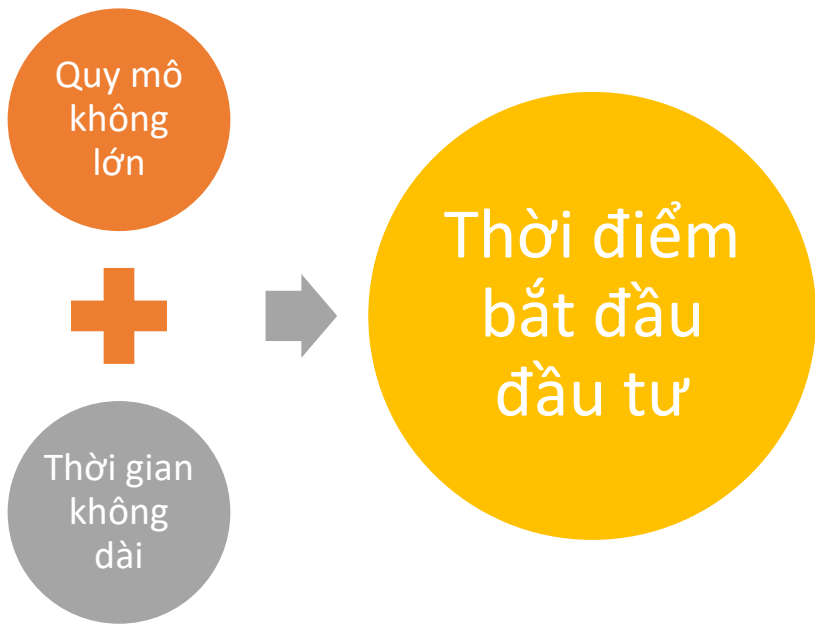 Quy mô
không
lớn
Thời gian
không
dài
Thời điểm
bắt đầu
đầu tư